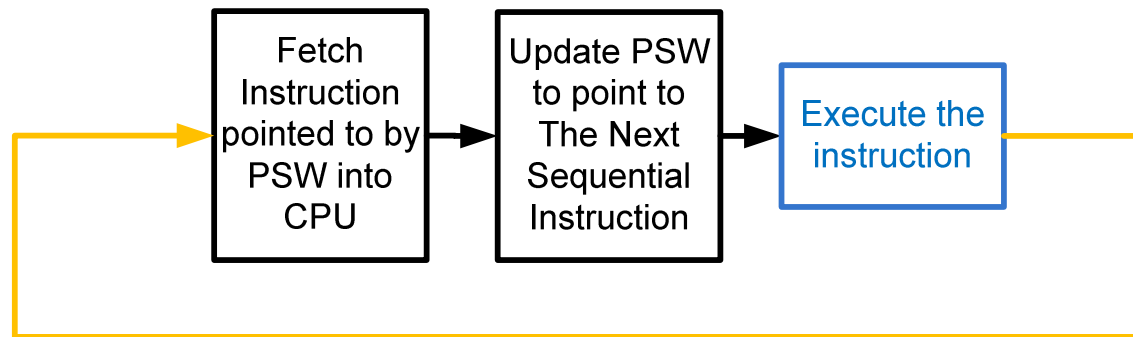 Fetch
Instruction
pointed to by
PSW into
CPU
Update PSW
to point to
The Next
Sequential
Instruction
Execute the
instruction